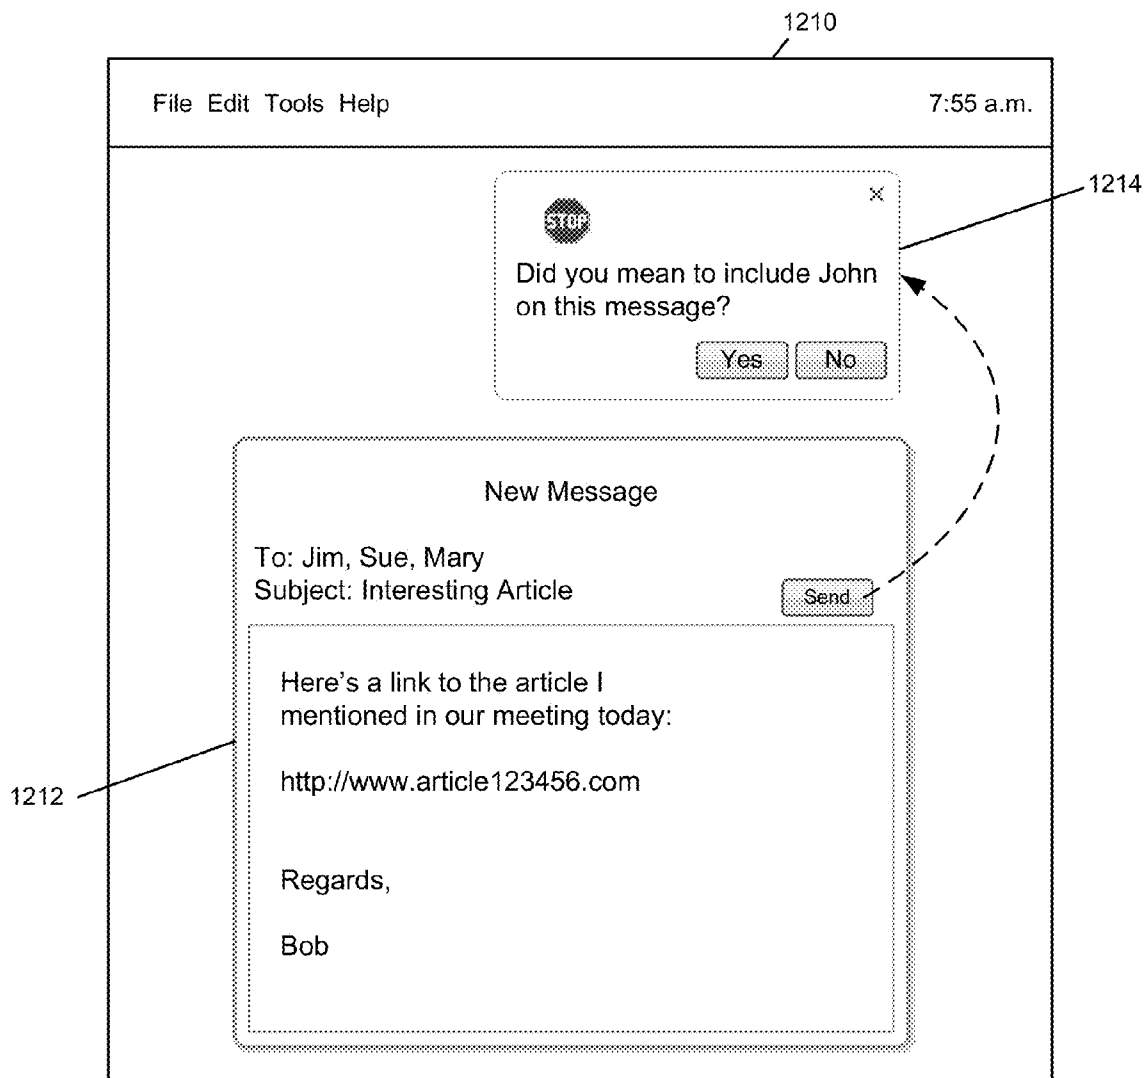 1210
File Edit Tools Help
7:55 a.m.
1214
×
STOP
Did you mean to include John
on this message?
Yes
No
New Message
To: Jim, Sue, Mary
Subject: Interesting Article
Send
Here's a link to the article I
mentioned in our meeting today:
http://www.article123456.com
1212
Regards,
Bob